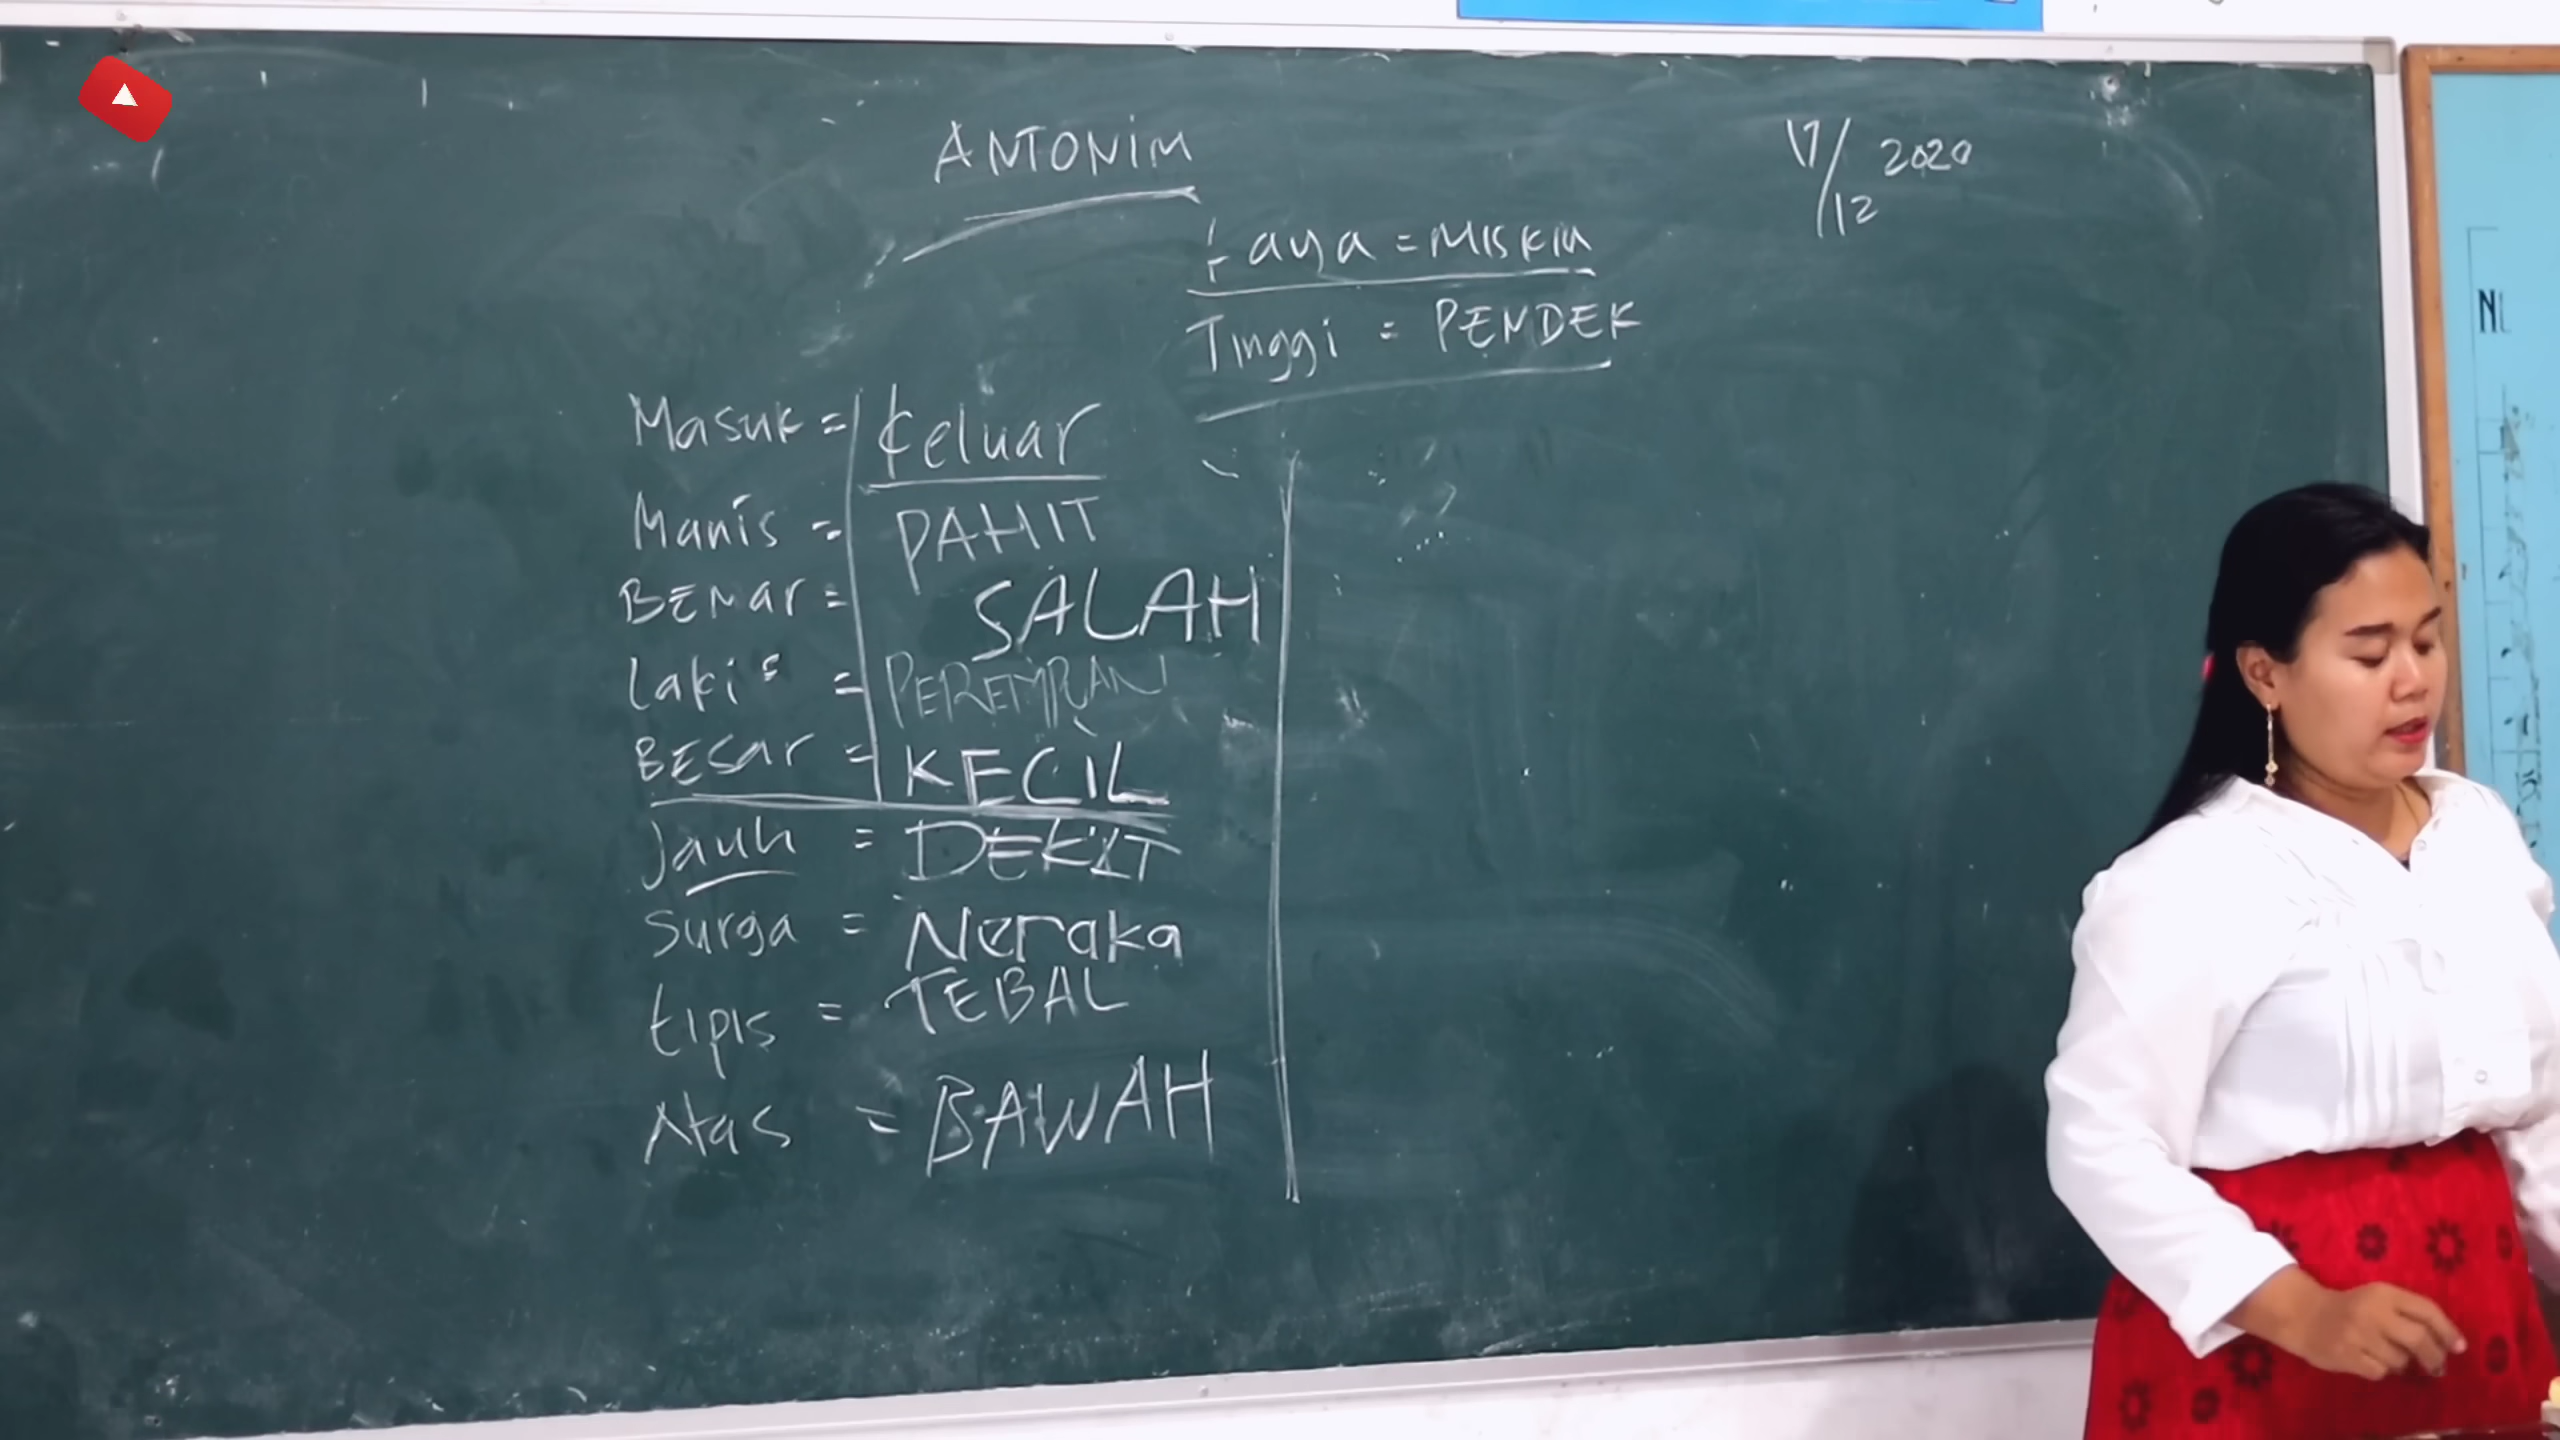 ANTONIM
17/12 2020
kaya = MISKIN
Tinggi = PENDEK
Masuk = keluar
Manis = PAHIT
BENar = SALAH
laki² = PEREMPUAN
BESar = KECIL
Jauh = DEKAT
surga = Neraka
tipis = TEBAL
Atas = BAWAH